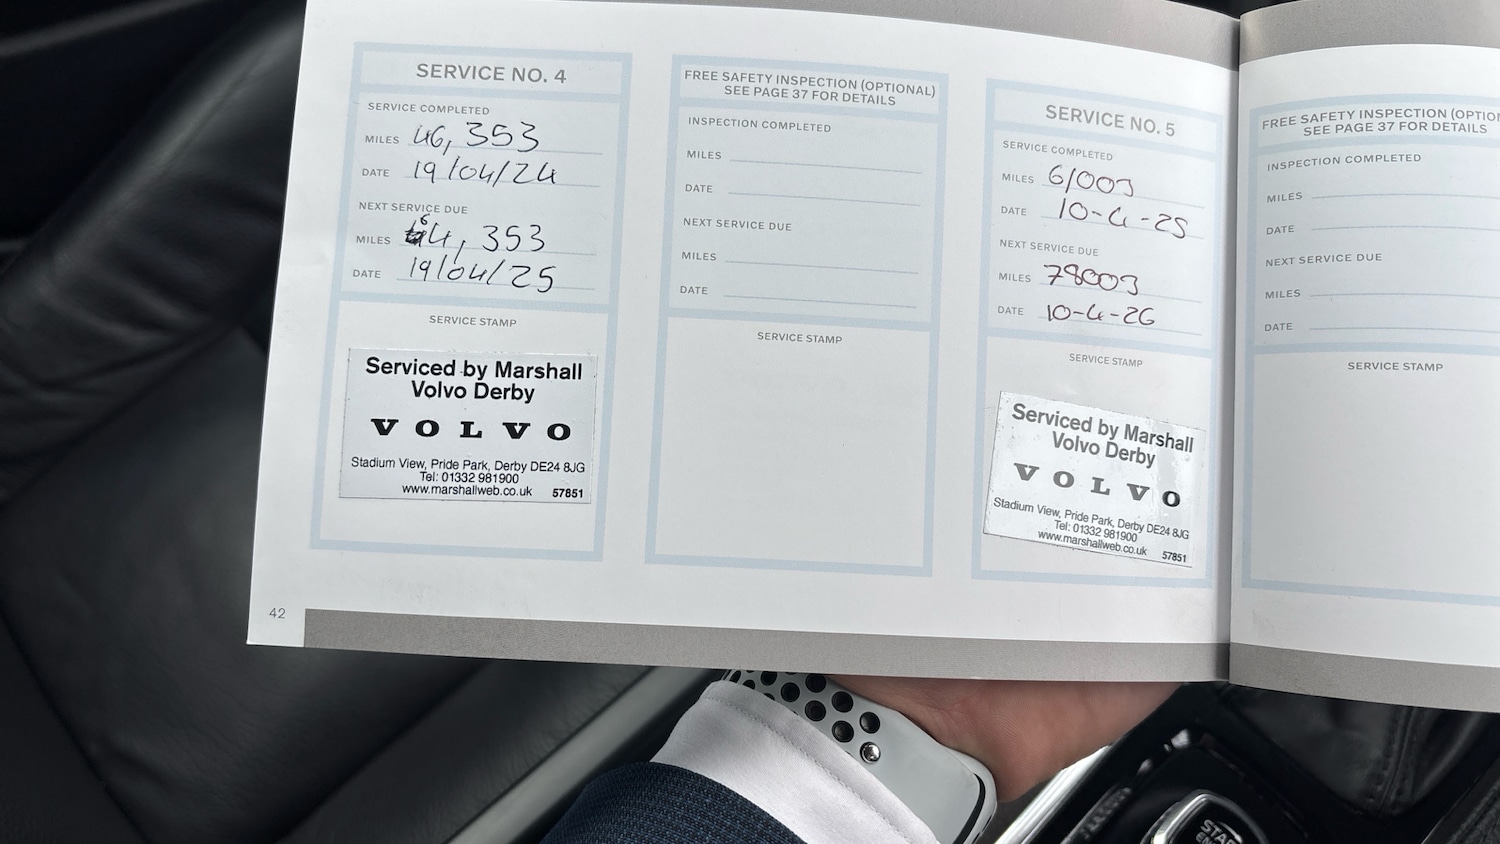 SERVICE NO. 4
SERVICE COMPLETED
MILES 46,353
DATE 19/04/24
NEXT SERVICE DUE
MILES 64,353
DATE 19/04/25
SERVICE STAMP
Serviced by Marshall
Volvo Derby
VOLVO
Stadium View, Pride Park, Derby DE24 8JG
Tel: 01332 981900
www.marshallweb.co.uk 57851
42
FREE SAFETY INSPECTION (OPTIONAL)
SEE PAGE 37 FOR DETAILS
INSPECTION COMPLETED
MILES
DATE
NEXT SERVICE DUE
MILES
DATE
SERVICE STAMP
SERVICE NO. 5
SERVICE COMPLETED
MILES 61003
DATE 10-4-25
NEXT SERVICE DUE
MILES 78003
DATE 10-4-26
SERVICE STAMP
Serviced by Marshall
Volvo Derby
VOLVO
Stadium View, Pride Park, Derby DE24 8JG
Tel: 01332 981900
www.marshallweb.co.uk 57851
FREE SAFETY INSPECTION (OPTION
SEE PAGE 37 FOR DETAILS
INSPECTION COMPLETED
MILES
DATE
NEXT SERVICE DUE
MILES
DATE
SERVICE STAMP